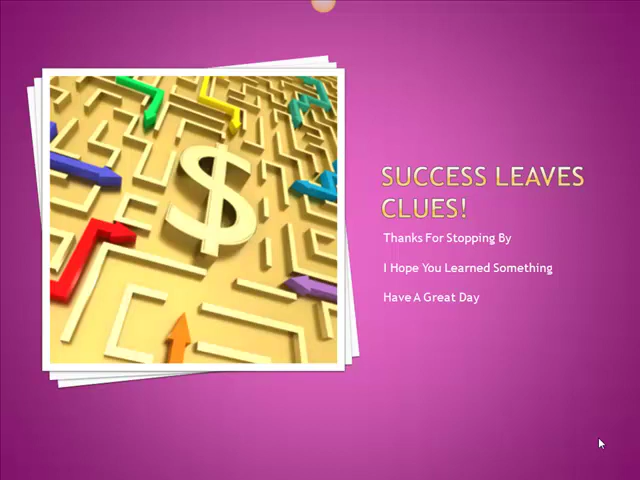 SUCCESS LEAVES
CLUES!
Thanks For Stopping By
I Hope You Learned Something
Have A Great Day